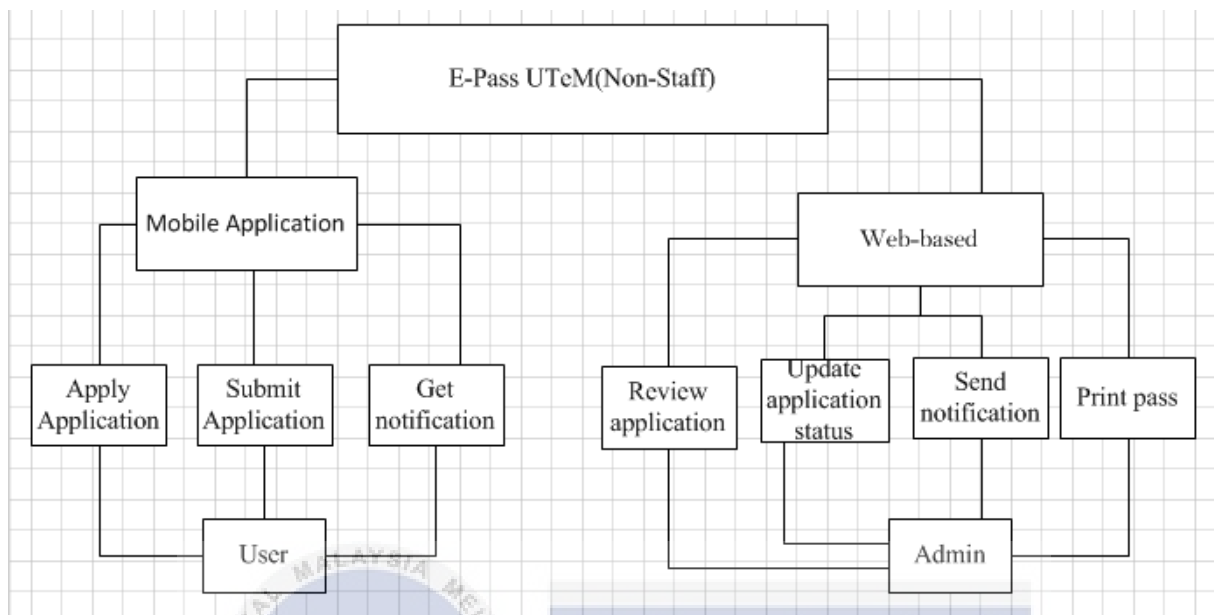 E-Pass UTeM(Non-Staff)
Mobile Application
Web-based
Apply
Application
Submit
Application
Get
notification
Review
application
Update
application
status
Send
notification
Print pass
User
Admin
MALAYSIA